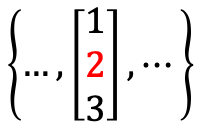 {…, [1 2 3], ⋯}